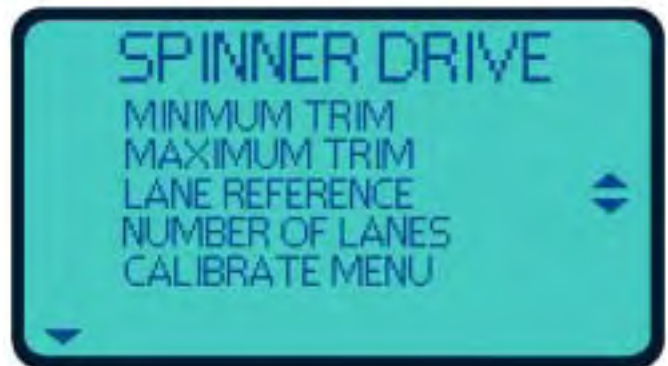 SPINNER DRIVE
MINIMUM TRIM
MAXIMUM TRIM
LANE REFERENCE
NUMBER OF LANES
CALIBRATE MENU